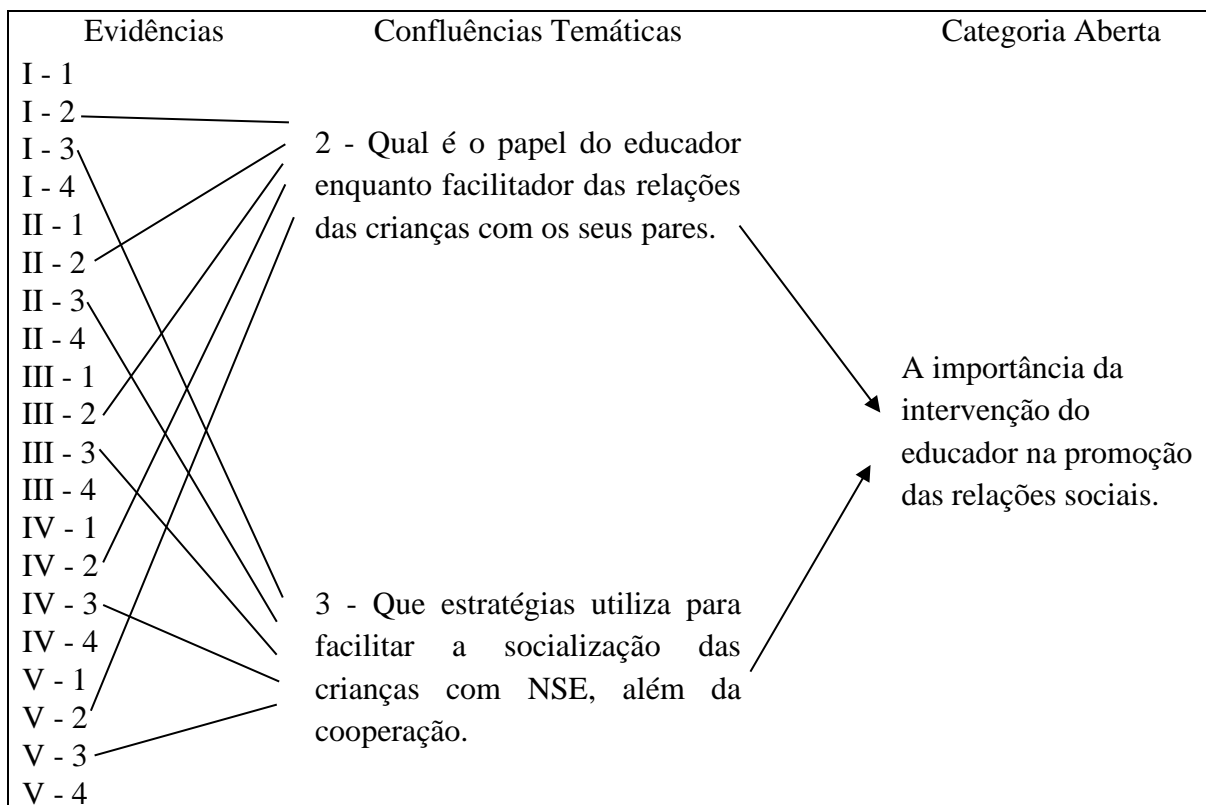 Evidências Confluências Temáticas Categoria Aberta
I - 1
I - 2
I - 3
I - 4
II - 1
II - 2
II - 3
II - 4
III - 1
III - 2
III - 3
III - 4
IV - 1
IV - 2
IV - 3
IV - 4
V - 1
V - 2
V - 3
V - 4
2 - Qual é o papel do educador
enquanto facilitador das relações
das crianças com os seus pares.
3 - Que estratégias utiliza para
facilitar a socialização das
crianças com NSE, além da
cooperação.
A importância da
intervenção do
educador na promoção
das relações sociais.